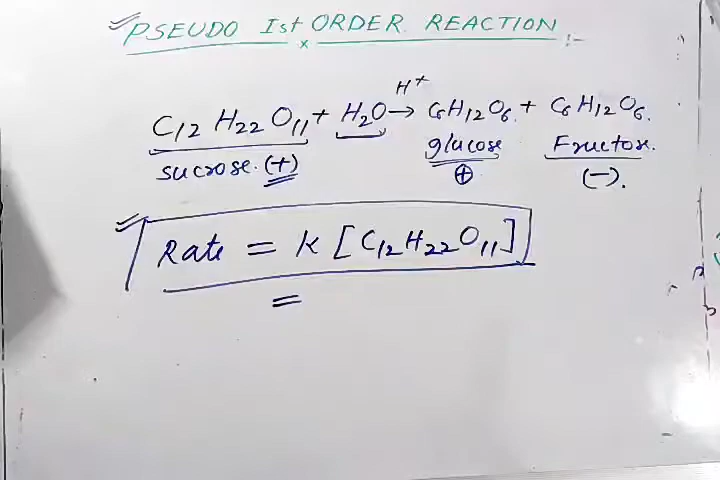 PSEUDO Ist ORDER REACTION :-
x
H+
C12 H22 O11 + H2O → C6H12O6 + C6H12O6.
sucrose (+) glucose Fructose.
⊕ (-).
Rate = K [C12H22O11]
=